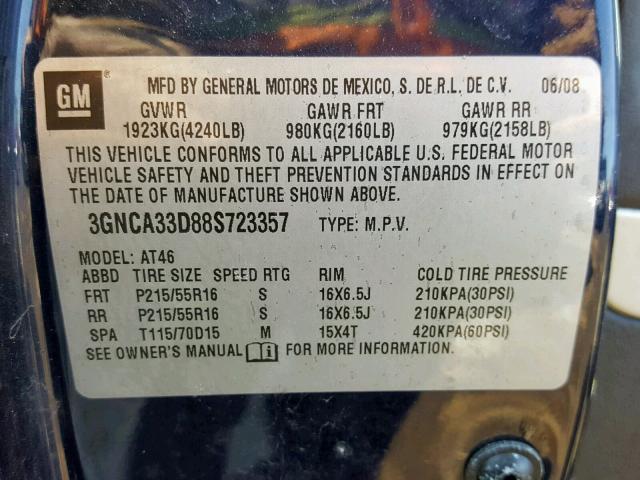 GM ® MFD BY GENERAL MOTORS DE MEXICO, S. DE R.L. DE C.V. 06/08
GVWR GAWR FRT GAWR RR
1923KG(4240LB) 980KG(2160LB) 979KG(2158LB)
THIS VEHICLE CONFORMS TO ALL APPLICABLE U.S. FEDERAL MOTOR
VEHICLE SAFETY AND THEFT PREVENTION STANDARDS IN EFFECT ON
THE DATE OF MANUFACTURE SHOWN ABOVE.
3GNCA33D88S723357 TYPE: M.P.V.
MODEL: AT46
ABBD TIRE SIZE SPEED RTG RIM COLD TIRE PRESSURE
FRT P215/55R16 S 16X6.5J 210KPA(30PSI)
RR P215/55R16 S 16X6.5J 210KPA(30PSI)
SPA T115/70D15 M 15X4T 420KPA(60PSI)
SEE OWNER'S MANUAL i FOR MORE INFORMATION.